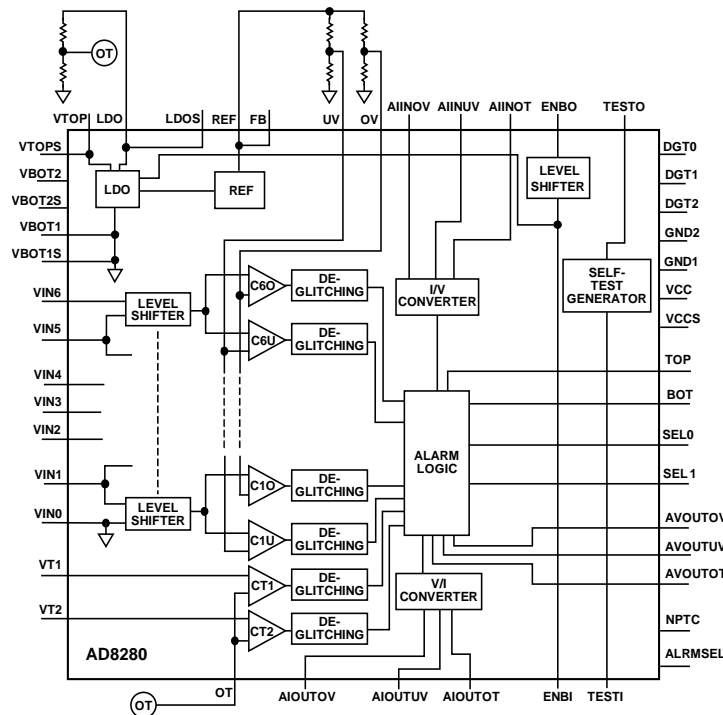 OT
VTOP LDO LDOS REF FB UV OV AIINOV AIINUV AIINOT ENBO TESTO
VTOPS
VBOT2
VBOT2S
VBOT1
VBOT1S
VIN6
VIN5
VIN4
VIN3
VIN2
VIN1
VIN0
VT1
VT2
LDO
REF
LEVEL
SHIFTER
LEVEL
SHIFTER
LEVEL
SHIFTER
C6O
DE-
GLITCHING
C6U
DE-
GLITCHING
C1O
DE-
GLITCHING
C1U
DE-
GLITCHING
CT1
DE-
GLITCHING
CT2
DE-
GLITCHING
I/V
CONVERTER
SELF-
TEST
GENERATOR
ALARM
LOGIC
V/I
CONVERTER
DGT0
DGT1
DGT2
GND2
GND1
VCC
VCCS
TOP
BOT
SEL0
SEL1
AVOUTOV
AVOUTUV
AVOUTOT
NPTC
ALRMSEL
AD8280
OT
OT
AIOUTOV AIOUTUV AIOUTOT ENBI TESTI